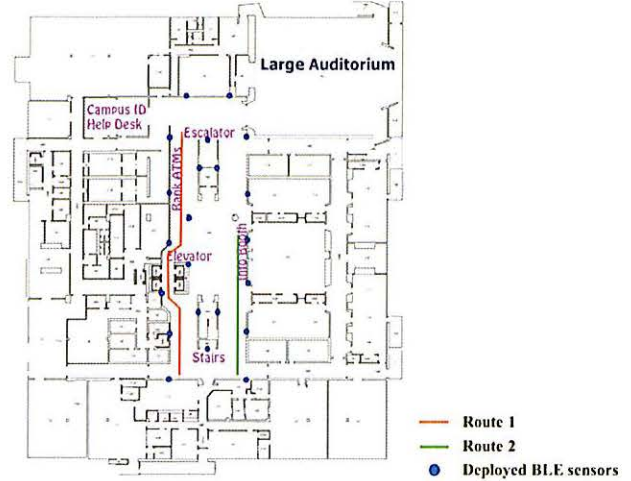 Large Auditorium
Campus ID
Help Desk
Escalator
Bank ATMs
Elevator
Info Booth
Stairs
Route 1
Route 2
Deployed BLE sensors